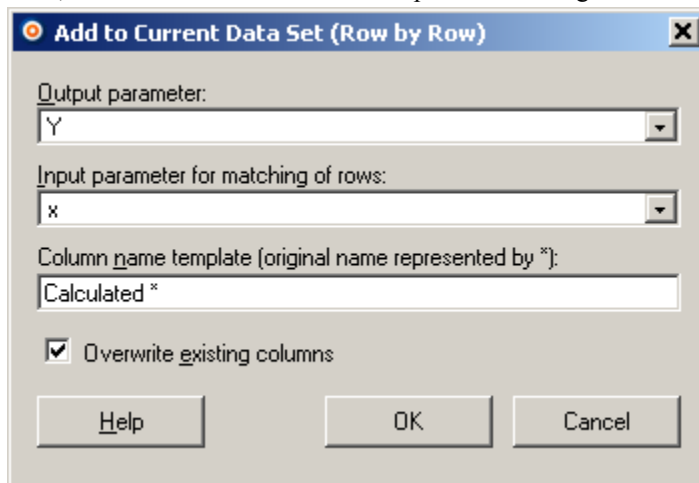 Add to Current Data Set (Row by Row)
Output parameter:
Y
Input parameter for matching of rows:
x
Column name template (original name represented by *):
Calculated *
Overwrite existing columns
Help OK Cancel